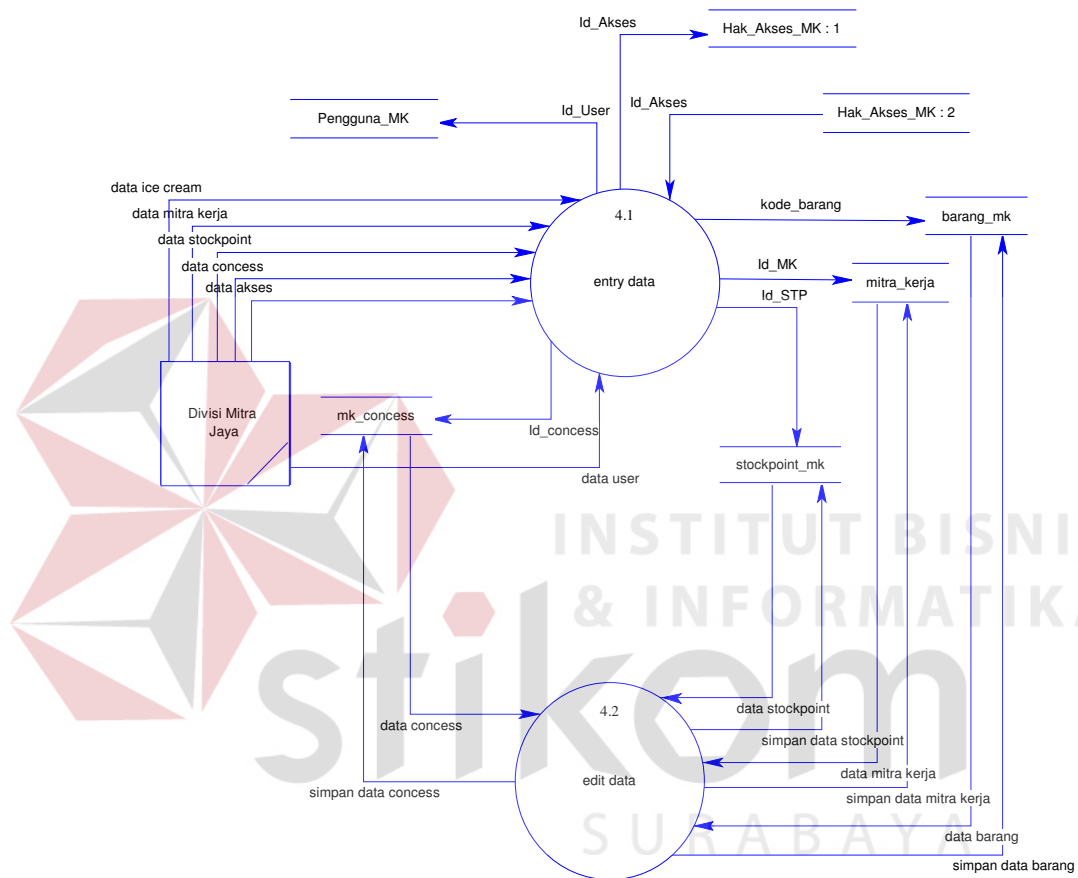 Id_Akses
Hak_Akses_MK : 1
Id_User
Id_Akses
Pengguna_MK
Hak_Akses_MK : 2
data ice cream
data mitra kerja
data stockpoint
data concess
data akses
4.1
entry data
kode_barang
barang_mk
Id_MK
mitra_kerja
Id_STP
Divisi Mitra
Jaya
mk_concess
Id_concess
data user
stockpoint_mk
INSTITUT BISNI
& INFORMATIKA
stikom
SURABAYA
4.2
edit data
data concess
simpan data concess
data stockpoint
simpan data stockpoint
data mitra kerja
simpan data mitra kerja
data barang
simpan data barang